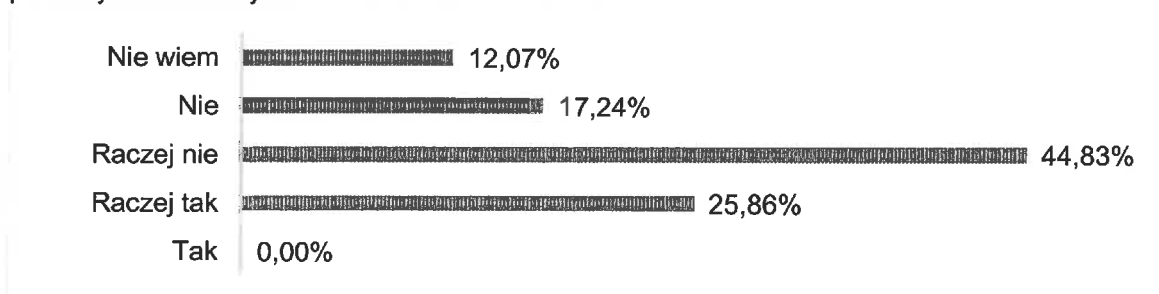 Nie wiem 12,07%
Nie 17,24%
Raczej nie 44,83%
Raczej tak 25,86%
Tak 0,00%